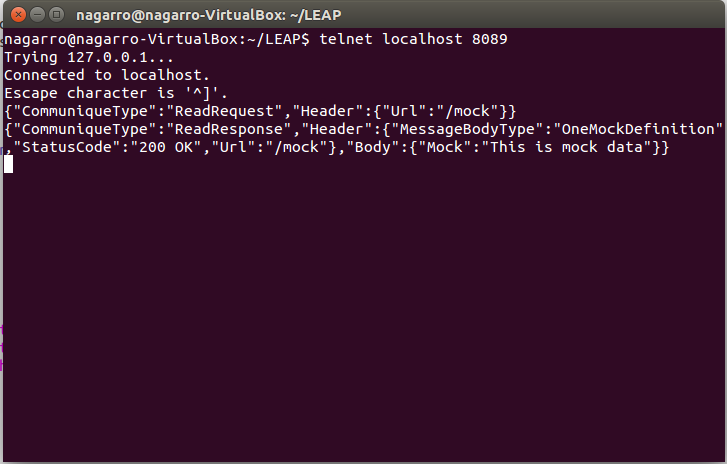 nagarro@nagarro-VirtualBox: ~/LEAP
nagarro@nagarro-VirtualBox:~/LEAP$ telnet localhost 8089
Trying 127.0.0.1...
Connected to localhost.
Escape character is '^]'.
{"CommuniqueType":"ReadRequest","Header":{"Url":"/mock"}}
{"CommuniqueType":"ReadResponse","Header":{"MessageBodyType":"OneMockDefinition"
,"StatusCode":"200 OK","Url":"/mock"},"Body":{"Mock":"This is mock data"}}